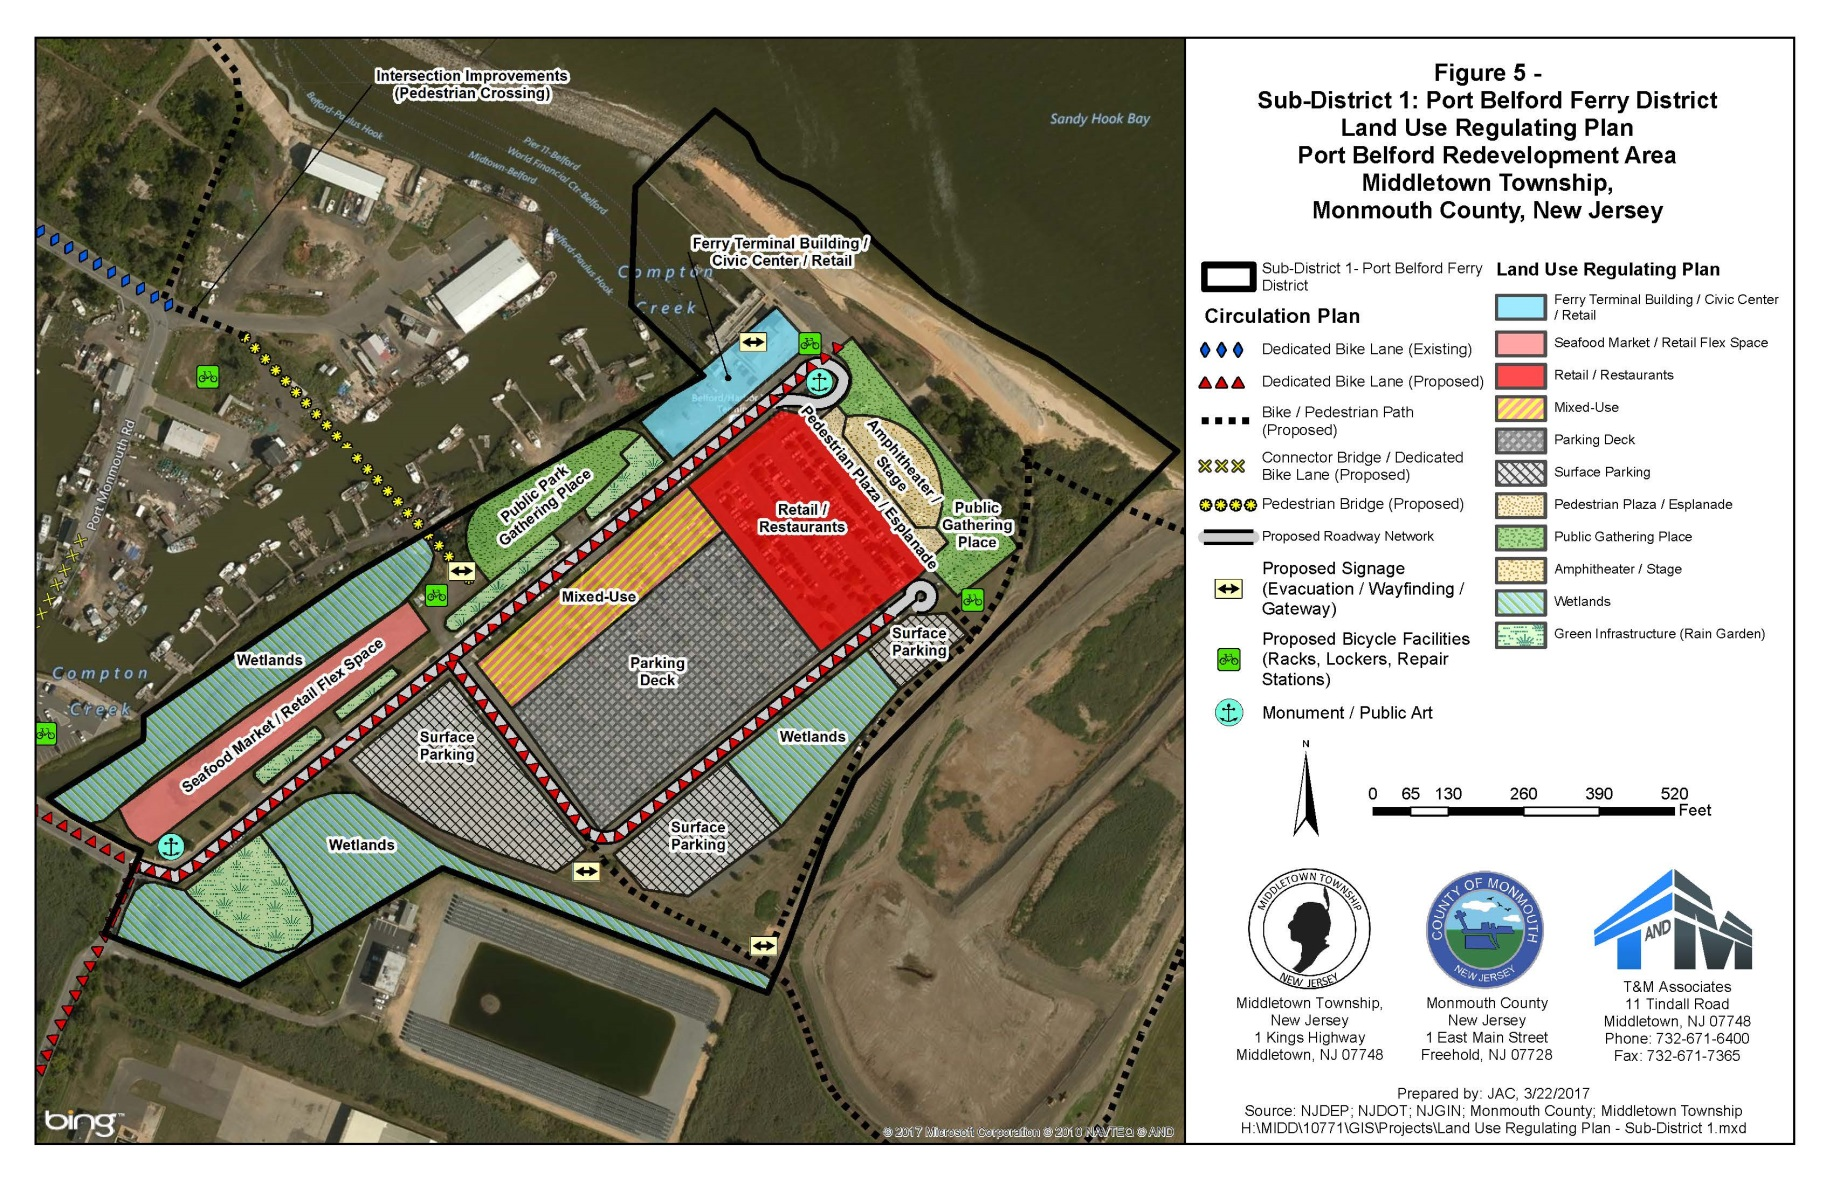 Figure 5 -
Sub-District 1: Port Belford Ferry District
Land Use Regulating Plan
Port Belford Redevelopment Area
Middletown Township,
Monmouth County, New Jersey
Intersection Improvements
(Pedestrian Crossing)
Belford-Paulus Hook
Pier 11-Belford
World Financial Ctr-Belford
Midtown-Belford
Belford-Paulus Hook
Sandy Hook Bay
Ferry Terminal Building /
Civic Center / Retail
Compton
Creek
Port Monmouth Rd
Public Park
Gathering Place
Pedestrian Plaza / Esplanade
Amphitheater /
Stage
Public
Gathering
Place
Retail /
Restaurants
Mixed-Use
Parking
Deck
Surface
Parking
Wetlands
Seafood Market / Retail Flex Space
Compton
Creek
Surface
Parking
Wetlands
Surface
Parking
Wetlands
bing™
© 2017 Microsoft Corporation © 2010 NAVTEQ © AND
Sub-District 1- Port Belford Ferry
District
Circulation Plan
Dedicated Bike Lane (Existing)
Dedicated Bike Lane (Proposed)
Bike / Pedestrian Path
(Proposed)
Connector Bridge / Dedicated
Bike Lane (Proposed)
Pedestrian Bridge (Proposed)
Proposed Roadway Network
Proposed Signage
(Evacuation / Wayfinding /
Gateway)
Proposed Bicycle Facilities
(Racks, Lockers, Repair
Stations)
Monument / Public Art
Land Use Regulating Plan
Ferry Terminal Building / Civic Center
/ Retail
Seafood Market / Retail Flex Space
Retail / Restaurants
Mixed-Use
Parking Deck
Surface Parking
Pedestrian Plaza / Esplanade
Public Gathering Place
Amphitheater / Stage
Wetlands
Green Infrastructure (Rain Garden)
N
0 65 130 260 390 520
Feet
MIDDLETOWN TOWNSHIP
NEW JERSEY
Middletown Township,
New Jersey
1 Kings Highway
Middletown, NJ 07748
COUNTY OF MONMOUTH
NEW JERSEY
Monmouth County
New Jersey
1 East Main Street
Freehold, NJ 07728
T AND M
T&M Associates
11 Tindall Road
Middletown, NJ 07748
Phone: 732-671-6400
Fax: 732-671-7365
Prepared by: JAC, 3/22/2017
Source: NJDEP; NJDOT; NJGIN; Monmouth County; Middletown Township
H:\MIDD\10771\GIS\Projects\Land Use Regulating Plan - Sub-District 1.mxd